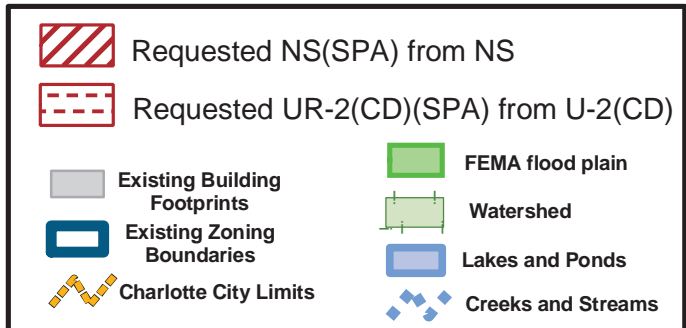 Requested NS(SPA) from NS
Requested UR-2(CD)(SPA) from U-2(CD)
Existing Building
Footprints
Existing Zoning
Boundaries
Charlotte City Limits
FEMA flood plain
Watershed
Lakes and Ponds
Creeks and Streams